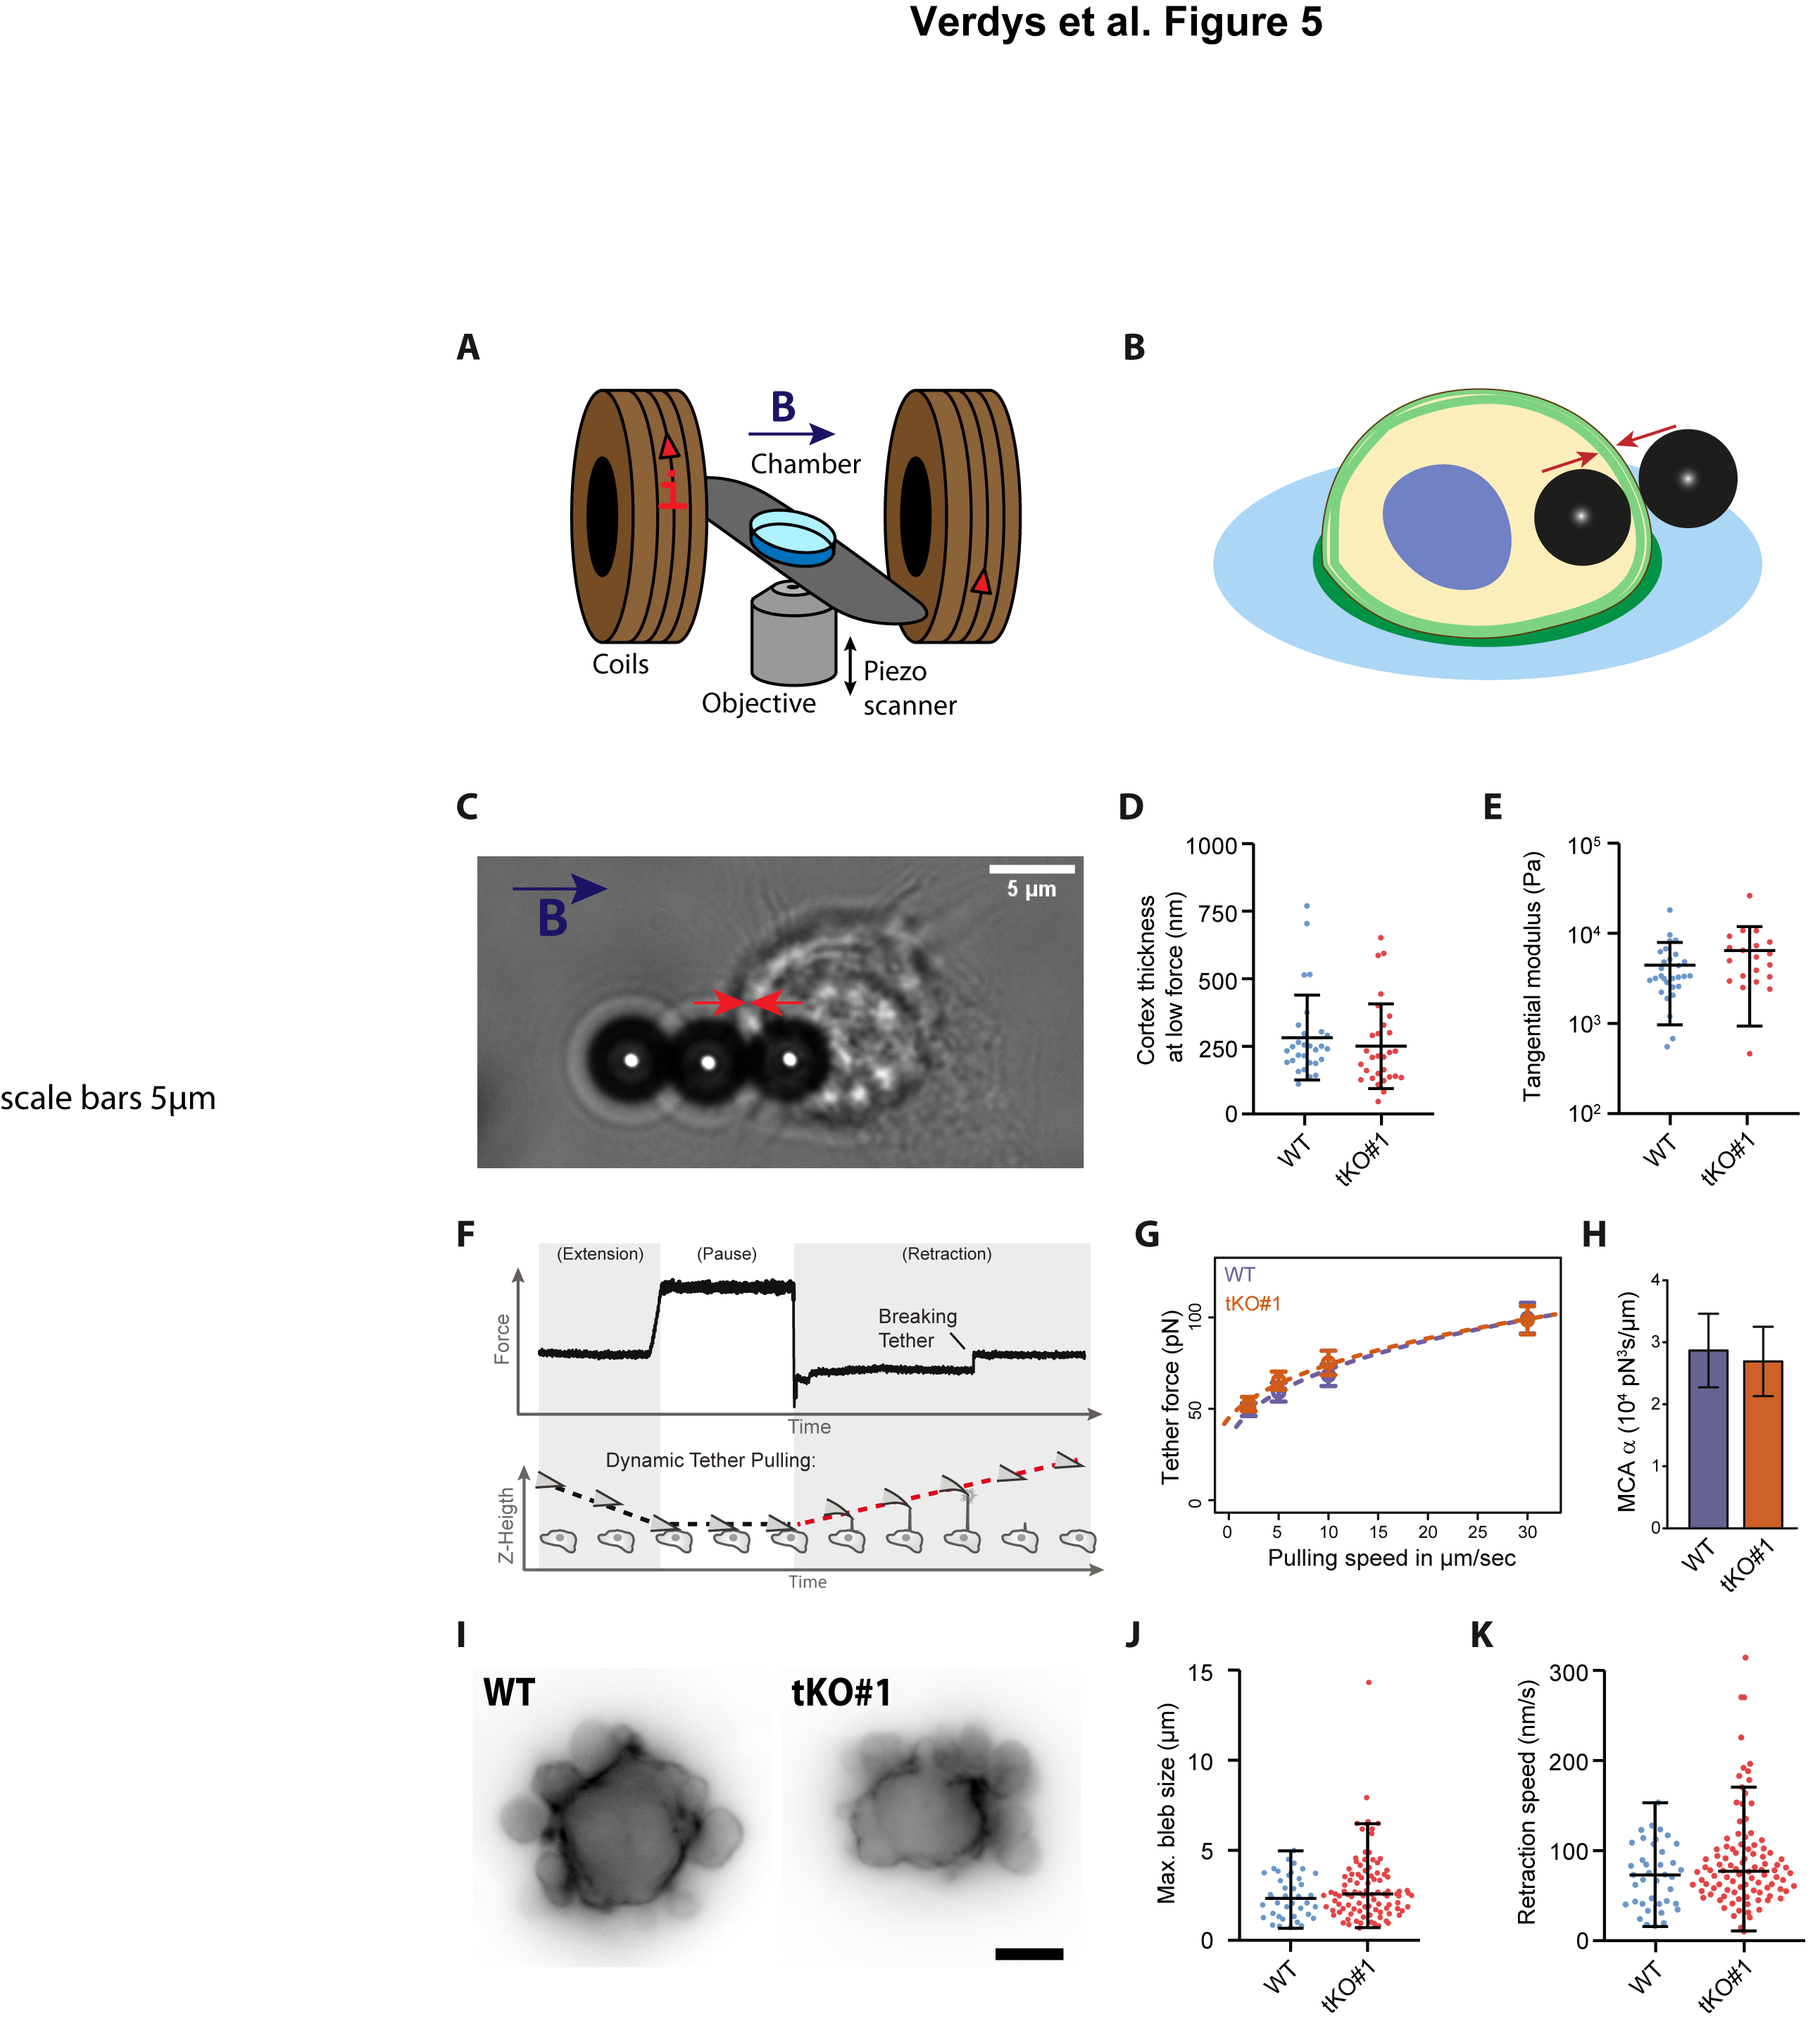 Verdys et al. Figure 5
A
B
B
Chamber
i
Coils
Objective
Piezo
scanner
C
B
5 µm
scale bars 5µm
D
Cortex thickness
at low force (nm)
1000
750
500
250
0
WT
tKO#1
E
Tangential modulus (Pa)
10⁵
10⁴
10³
10²
WT
tKO#1
F
(Extension)
(Pause)
(Retraction)
Force
Breaking
Tether
Time
Dynamic Tether Pulling:
Z-Heigth
Time
G
WT
tKO#1
Tether force (pN)
100
50
0
0 5 10 15 20 25 30
Pulling speed in µm/sec
H
MCA α (10⁴ pN³s/µm)
4
3
2
1
0
WT
tKO#1
I
WT
tKO#1
J
Max. bleb size (µm)
15
10
5
0
WT
tKO#1
K
Retraction speed (nm/s)
300
200
100
0
WT
tKO#1